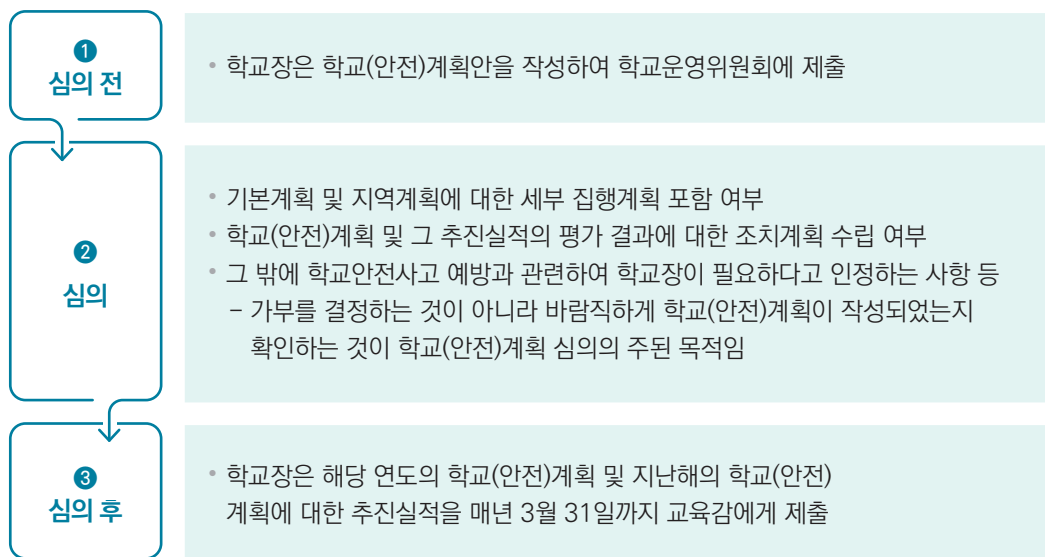 ❶
심의 전
• 학교장은 학교(안전)계획안을 작성하여 학교운영위원회에 제출
❷
심의
• 기본계획 및 지역계획에 대한 세부 집행계획 포함 여부
• 학교(안전)계획 및 그 추진실적의 평가 결과에 대한 조치계획 수립 여부
• 그 밖에 학교안전사고 예방과 관련하여 학교장이 필요하다고 인정하는 사항 등
– 가부를 결정하는 것이 아니라 바람직하게 학교(안전)계획이 작성되었는지
확인하는 것이 학교(안전)계획 심의의 주된 목적임
❸
심의 후
• 학교장은 해당 연도의 학교(안전)계획 및 지난해의 학교(안전)
계획에 대한 추진실적을 매년 3월 31일까지 교육감에게 제출